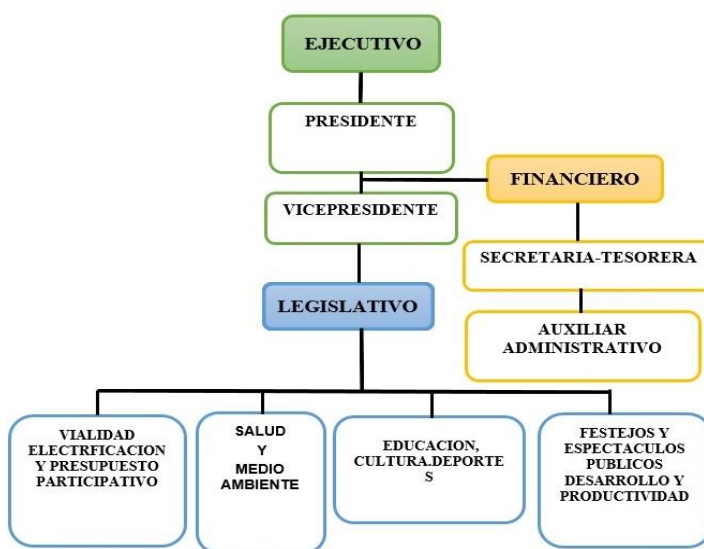 EJECUTIVO
PRESIDENTE
FINANCIERO
VICEPRESIDENTE
SECRETARIA-TESORERA
LEGISLATIVO
AUXILIAR
ADMINISTRATIVO
VIALIDAD
ELECTRFICACION
Y PRESUPUESTO
PARTICIPATIVO
SALUD
Y
MEDIO
AMBIENTE
EDUCACION,
CULTURA.DEPORTE
S
FESTEJOS Y
ESPECTACULOS
PUBLICOS
DESARROLLO Y
PRODUCTIVIDAD